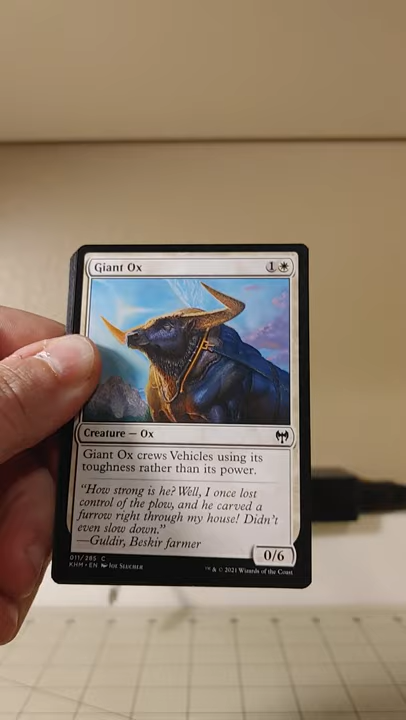 Giant Ox 1
Creature — Ox
Giant Ox crews Vehicles using its
toughness rather than its power.
"How strong is he? Well, I once lost
control of the plow, and he carved a
furrow right through my house! Didn't
even slow down."
—Guldir, Beskir farmer
0/6
011/285 C
KHM • EN Joe Slucher
™ & © 2021 Wizards of the Coast